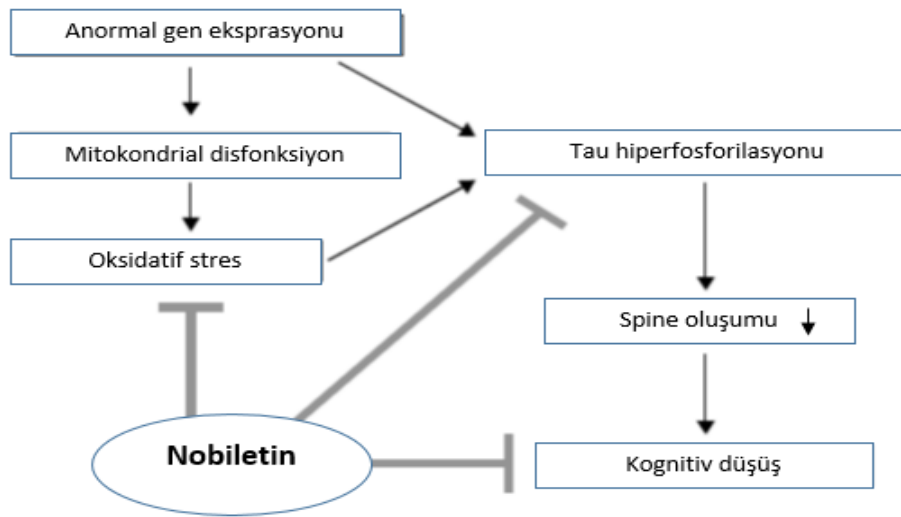 Anormal gen eksprasyonu
Mitokondrial disfonksiyon
Tau hiperfosforilasyonu
Oksidatif stres
Spine oluşumu
Nobiletin
Kognitiv düşüş